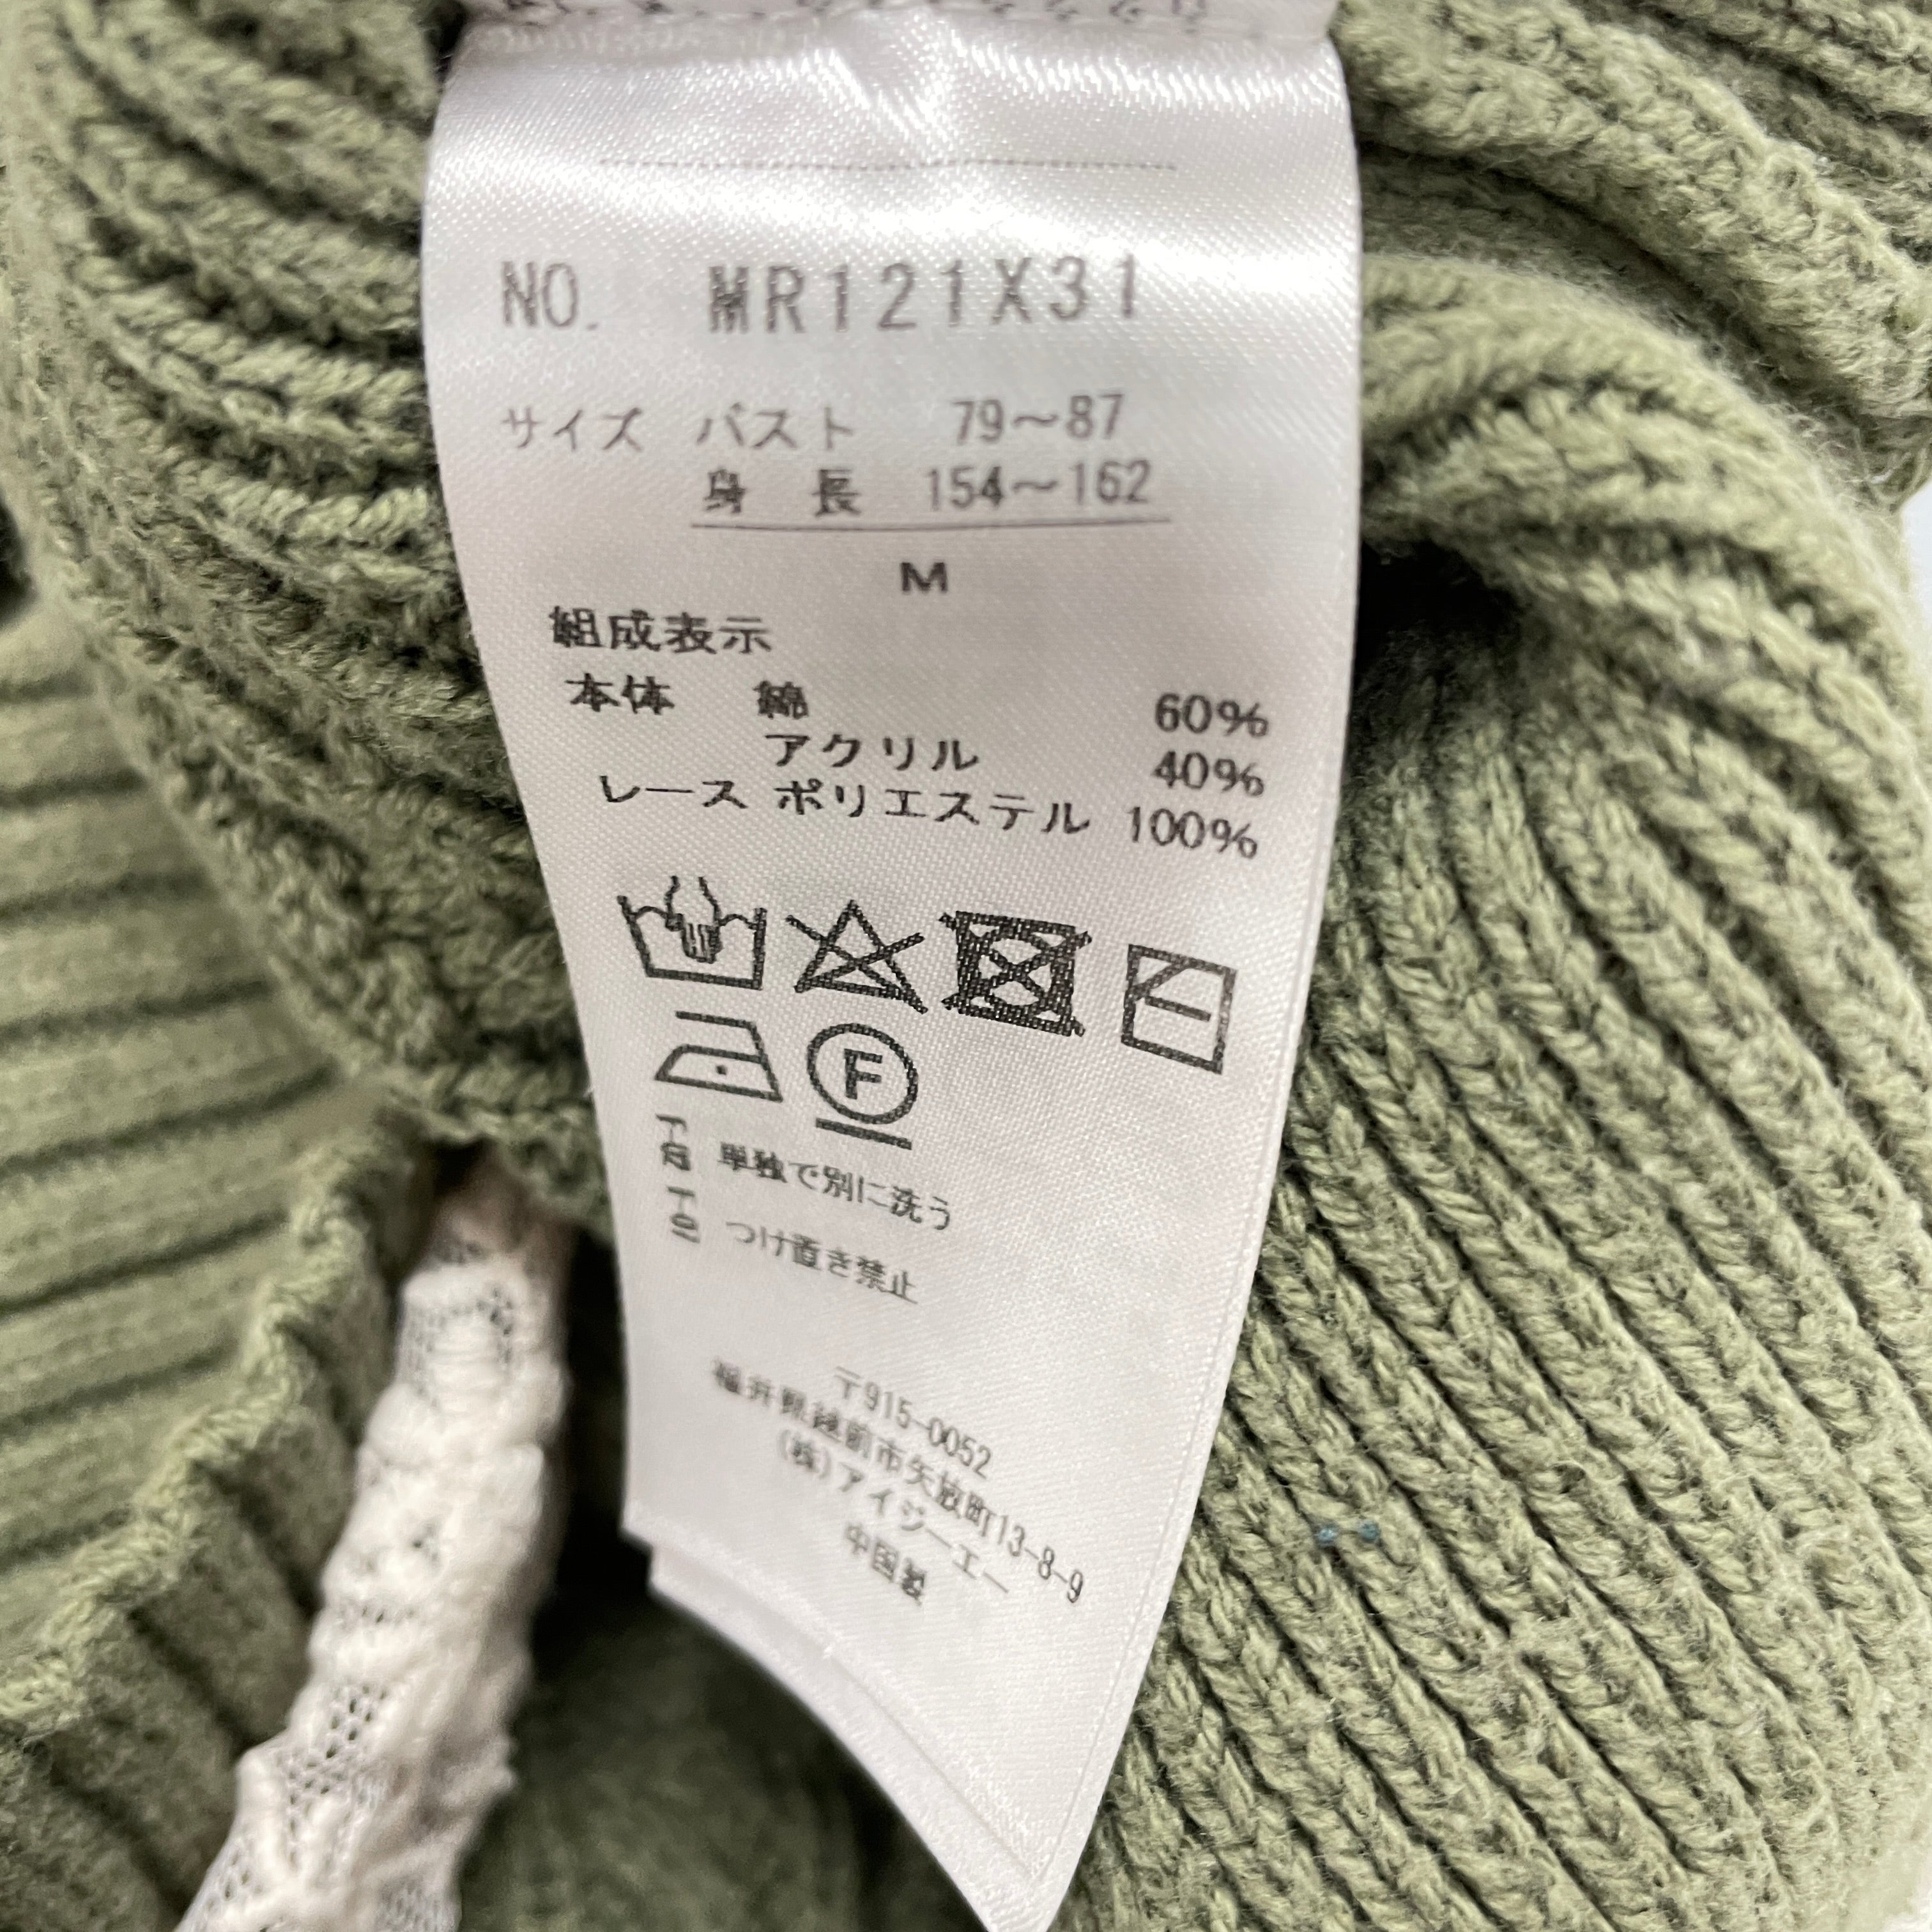 NO. MR121X31
サイズ バスト 79〜87
身 長 154〜162
M
組成表示
本体 綿 60%
アクリル 40%
レース ポリエステル 100%
F
単独で別に洗う
つけ置き禁止
〒915-0052
福井県越前市矢放町13-8-9
(株)アイジーエー
中国製